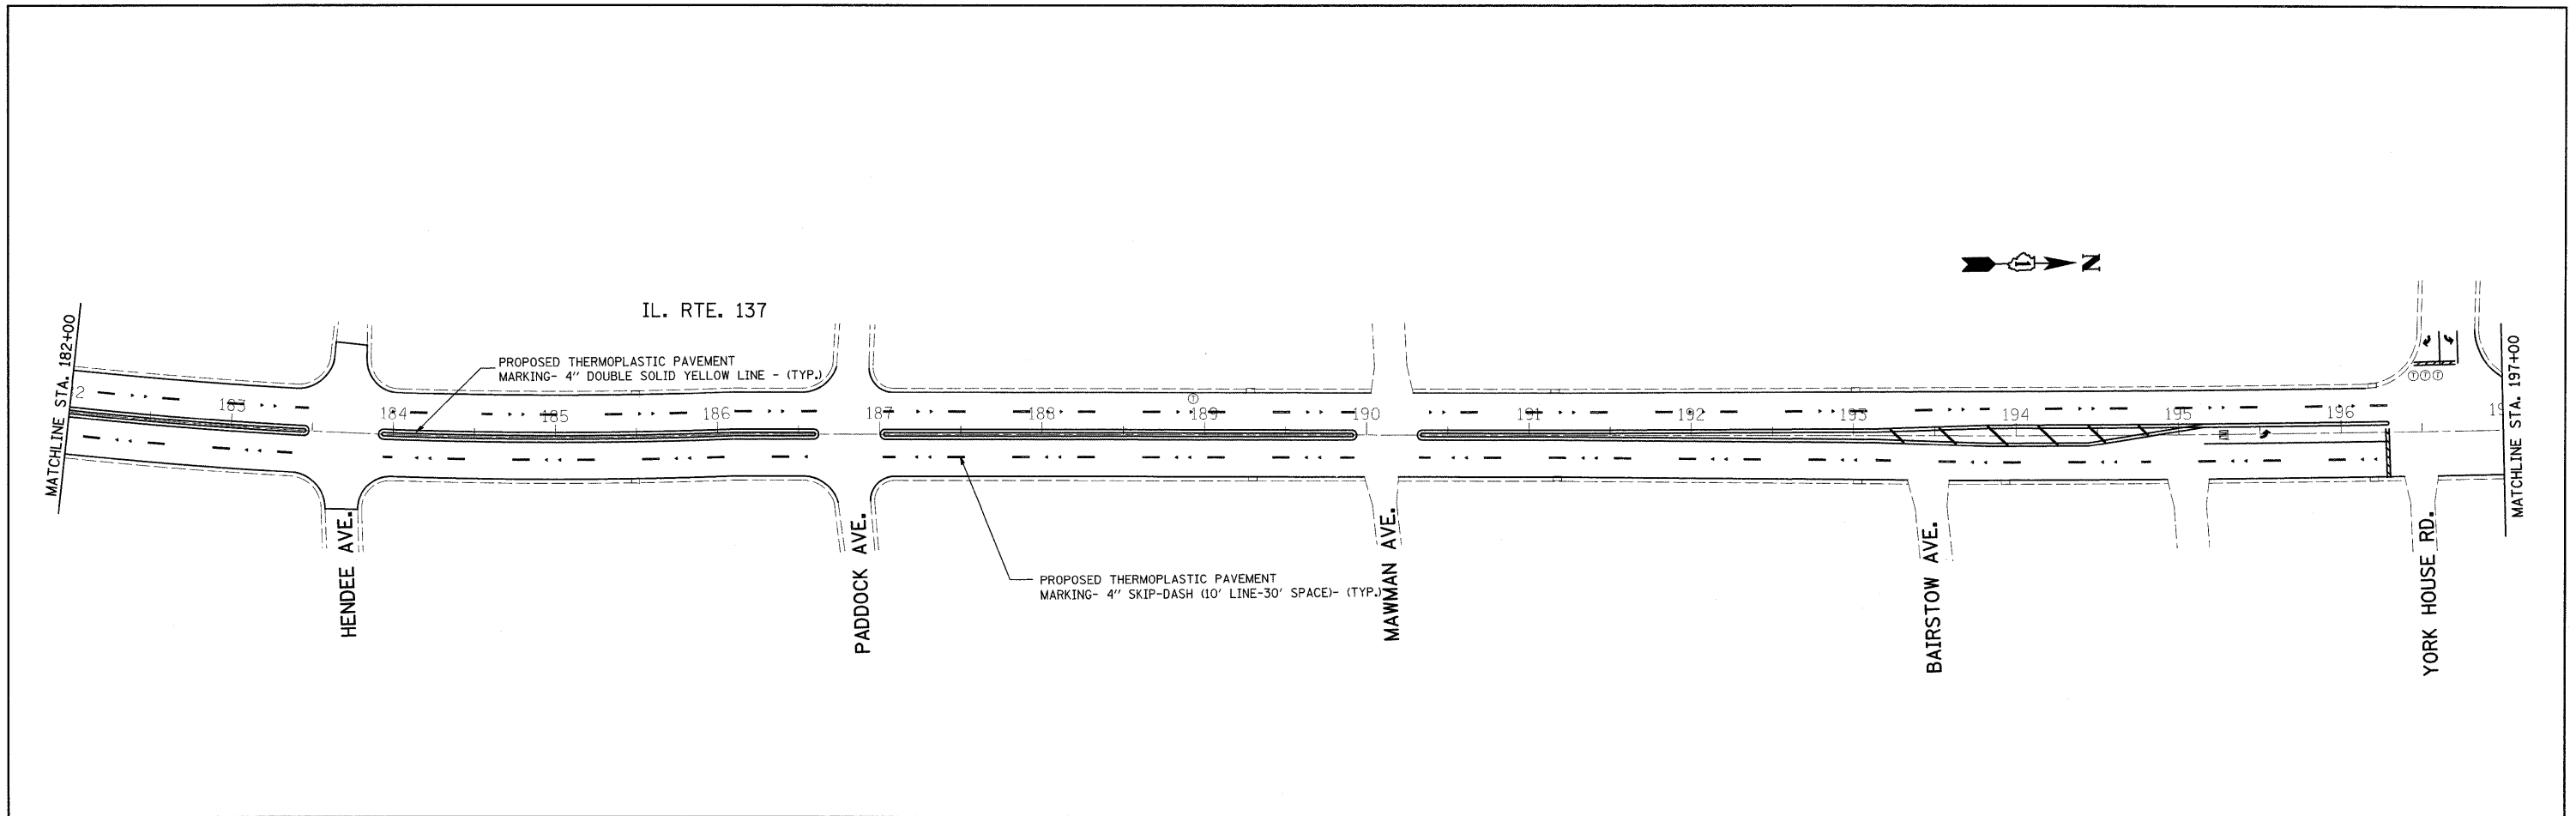 IL. RTE. 137
N
1
PROPOSED THERMOPLASTIC PAVEMENT
MARKING- 4" DOUBLE SOLID YELLOW LINE - (TYP.)
MATCHLINE STA. 182+00
2
183
184
185
186
187
188
189
190
191
192
193
194
195
196
19
T
T T T
MATCHLINE STA. 197+00
PROPOSED THERMOPLASTIC PAVEMENT
MARKING- 4" SKIP-DASH (10' LINE-30' SPACE)- (TYP.)
HENDEE AVE.
PADDOCK AVE.
MAWMAN AVE.
BAIRSTOW AVE.
YORK HOUSE RD.